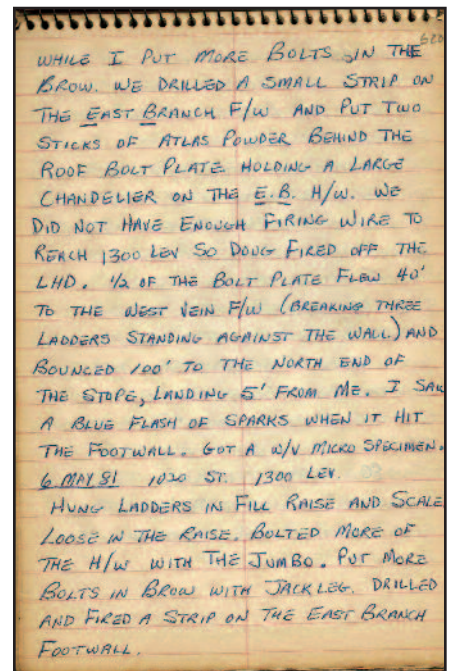 680
WHILE I PUT MORE BOLTS IN THE
BROW. WE DRILLED A SMALL STRIP ON
THE EAST BRANCH F/W AND PUT TWO
STICKS OF ATLAS POWDER BEHIND THE
ROOF BOLT PLATE HOLDING A LARGE
CHANDELIER ON THE E.B. H/W. WE
DID NOT HAVE ENOUGH FIRING WIRE TO
REACH 1300 LEV SO DOUG FIRED OFF THE
LHD. 1/2 OF THE BOLT PLATE FLEW 40'
TO THE WEST VEIN F/W (BREAKING THREE
LADDERS STANDING AGAINST THE WALL) AND
BOUNCED 100' TO THE NORTH END OF
THE STOPE, LANDING 5' FROM ME. I SAW
A BLUE FLASH OF SPARKS WHEN IT HIT
THE FOOTWALL. GOT A W/V MICRO SPECIMEN.
6 MAY 81 1020 ST. 1300 LEV.
HUNG LADDERS IN FILL RAISE AND SCALE
LOOSE IN THE RAISE. BOLTED MORE OF
THE H/W WITH THE JUMBO. PUT MORE
BOLTS IN BROW WITH JACKLEG. DRILLED
AND FIRED A STRIP ON THE EAST BRANCH
FOOTWALL.